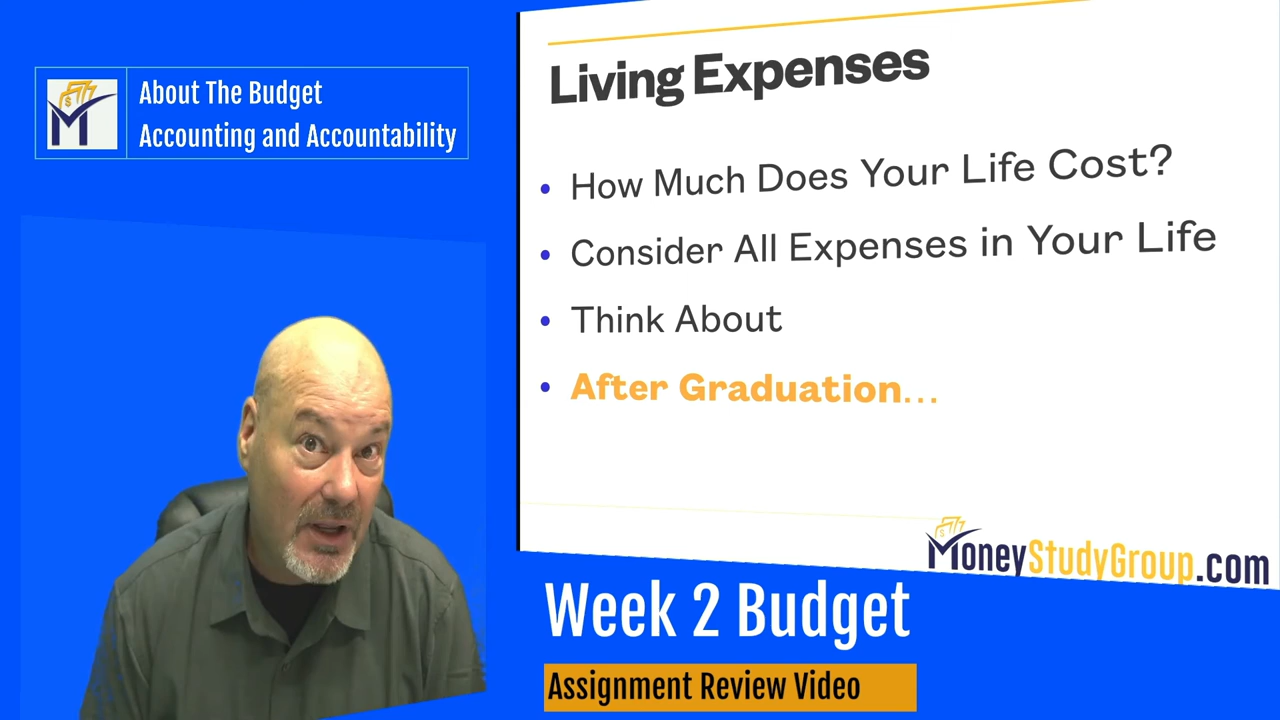 About The Budget
Accounting and Accountability
Living Expenses
• How Much Does Your Life Cost?
• Consider All Expenses in Your Life
• Think About
• After Graduation...
MoneyStudyGroup.com
Week 2 Budget
Assignment Review Video